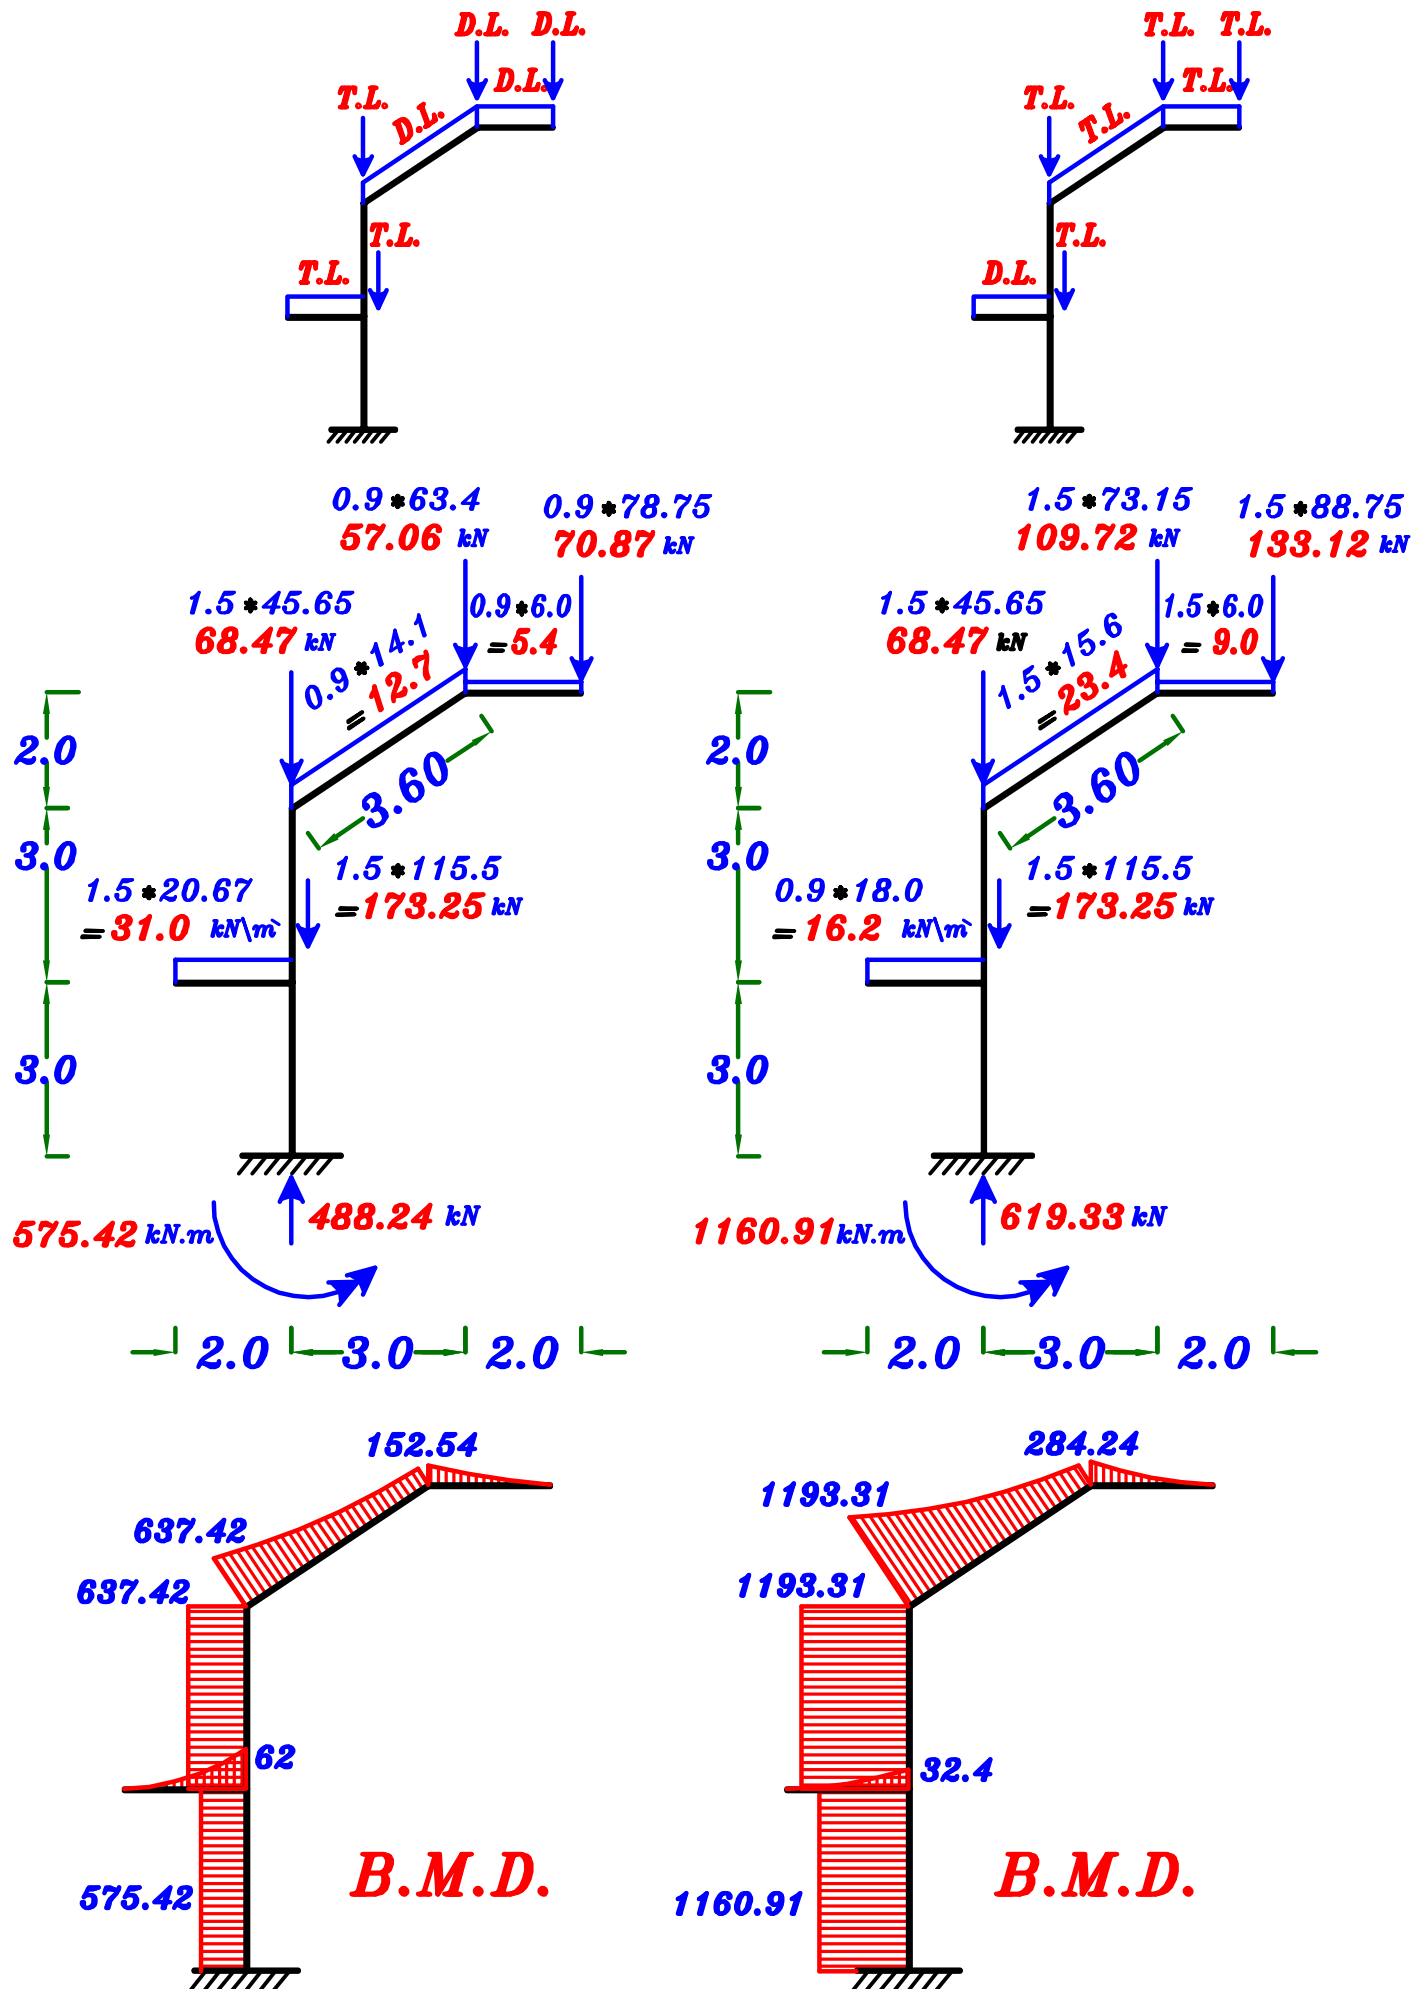 D.L. D.L.
D.L.
T.L.
D.L.
T.L.
T.L.
T.L. T.L.
T.L.
T.L.
T.L.
T.L.
D.L.
0.9 *63.4
57.06 kN
0.9 *78.75
70.87 kN
1.5 *45.65
68.47 kN
0.9 *14.1
= 12.7
0.9 *6.0
= 5.4
2.0
3.60
3.0
1.5 *115.5
= 173.25 kN
1.5 *20.67
= 31.0 kN\m`
3.0
488.24 kN
575.42 kN.m
2.0 3.0 2.0
1.5 *73.15
109.72 kN
1.5 *88.75
133.12 kN
1.5 *45.65
68.47 kN
1.5 *15.6
= 23.4
1.5 *6.0
= 9.0
2.0
3.60
3.0
1.5 *115.5
= 173.25 kN
0.9 *18.0
= 16.2 kN\m`
3.0
619.33 kN
1160.91 kN.m
2.0 3.0 2.0
152.54
637.42
637.42
62
B.M.D.
575.42
284.24
1193.31
1193.31
32.4
B.M.D.
1160.91